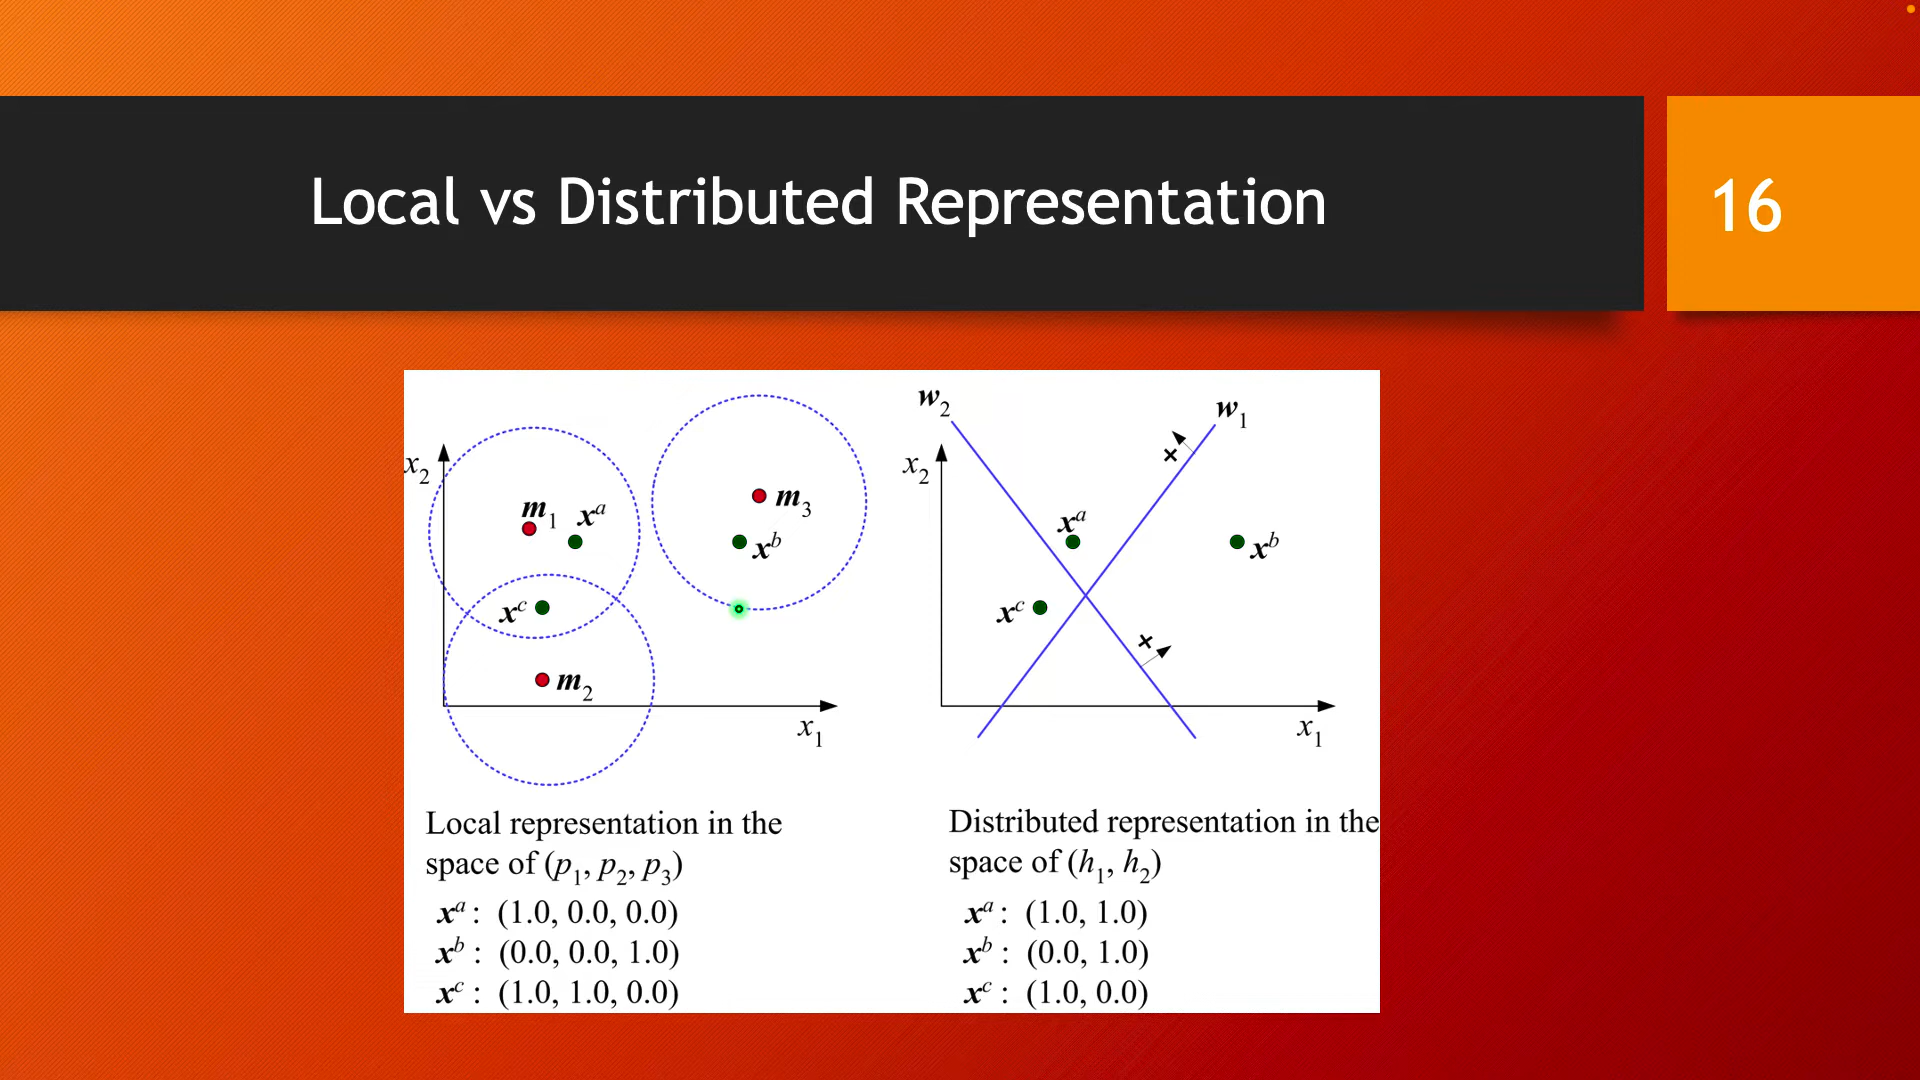 Local vs Distributed Representation
16
x2
m1
xa
xc
m2
m3
xb
x1
w2
w1
x2
+
xa
xb
xc
+
x1
Local representation in the
space of (p1, p2, p3)
xa : (1.0, 0.0, 0.0)
xb : (0.0, 0.0, 1.0)
xc : (1.0, 1.0, 0.0)
Distributed representation in the
space of (h1, h2)
xa : (1.0, 1.0)
xb : (0.0, 1.0)
xc : (1.0, 0.0)